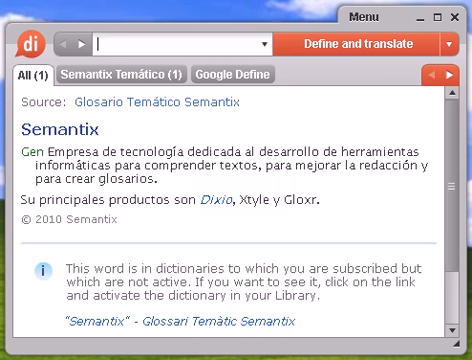 Menu
di
Define and translate
All (1) Semantix Temático (1) Google Define
Source: Glosario Temático Semantix
Semantix
Gen Empresa de tecnología dedicada al desarrollo de herramientas
informáticas para comprender textos, para mejorar la redacción y
para crear glosarios.
Su principales productos son Dixio, Xtyle y Gloxr.
© 2010 Semantix
This word is in dictionaries to which you are subscribed but
which are not active. If you want to see it, click on the link
and activate the dictionary in your Library.
"Semantix" - Glossari Temàtic Semantix